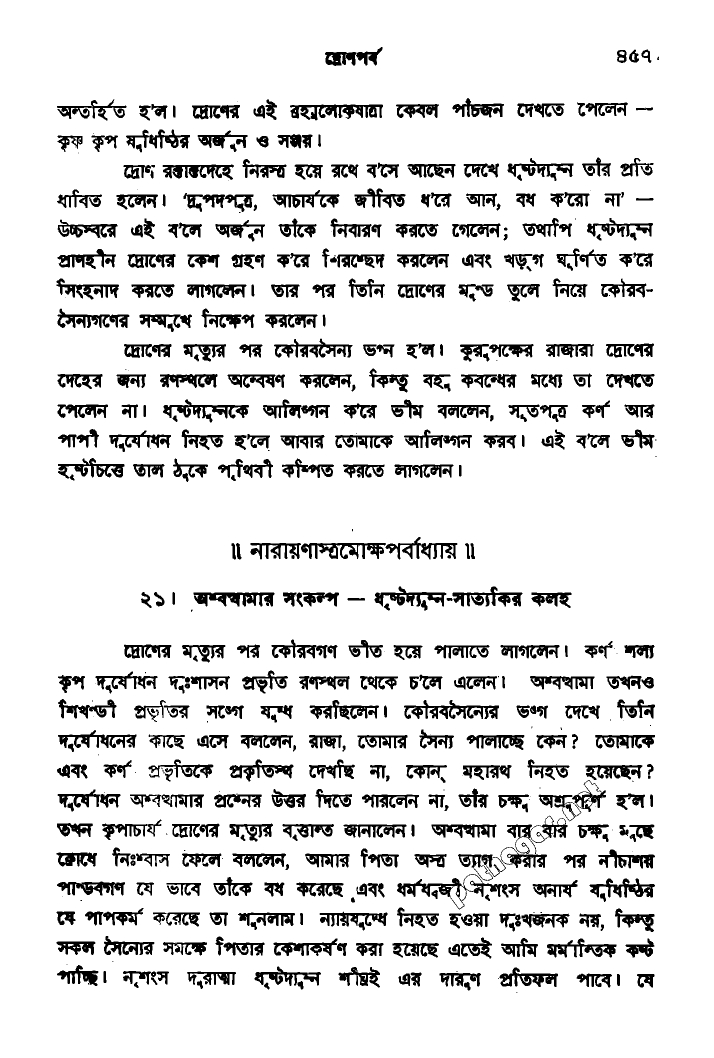 দ্রোণপর্ব ৪৫৭
অন্তর্হিত হ'ল। দ্রোণের এই ব্রহ্মলোকযাত্রা কেবল পাঁচজন দেখতে পেলেন —
কৃষ্ণ কৃপ যুধিষ্ঠির অর্জুন ও সঞ্জয়।
দ্রোণ রক্তাক্তদেহে নিরস্ত্র হয়ে রথে ব'সে আছেন দেখে ধৃষ্টদ্যুম্ন তাঁর প্রতি
ধাবিত হলেন। 'দ্রুপদপুত্র, আচার্যকে জীবিত ধ'রে আন, বধ ক'রো না' —
উচ্চস্বরে এই ব'লে অর্জুন তাঁকে নিবারণ করতে গেলেন; তথাপি ধৃষ্টদ্যুম্ন
প্রাণহীন দ্রোণের কেশ গ্রহণ ক'রে শিরশ্ছেদ করলেন এবং খড়্গ ঘূর্ণিত ক'রে
সিংহনাদ করতে লাগলেন। তার পর তিনি দ্রোণের মুণ্ড তুলে নিয়ে কৌরব-
সৈন্যগণের সম্মুখে নিক্ষেপ করলেন।
দ্রোণের মৃত্যুর পর কৌরবসৈন্য ভগ্ন হ'ল। কুরুপক্ষের রাজারা দ্রোণের
দেহের জন্য রণস্থলে অন্বেষণ করলেন, কিন্তু বহু কবন্ধের মধ্যে তা দেখতে
পেলেন না। ধৃষ্টদ্যুম্নকে আলিঙ্গন ক'রে ভীম বললেন, সূতপুত্র কর্ণ আর
পাপী দুর্যোধন নিহত হ'লে আবার তোমাকে আলিঙ্গন করব। এই ব'লে ভীম
হৃষ্টচিত্তে তাল ঠুকে পৃথিবী কম্পিত করতে লাগলেন।
॥ নারায়ণাস্ত্রমোক্ষপর্বাধ্যায় ॥
২১। অশ্বত্থামার সংকল্প — ধৃষ্টদ্যুম্ন-সাত্যকির কলহ
দ্রোণের মৃত্যুর পর কৌরবগণ ভীত হয়ে পালাতে লাগলেন। কর্ণ শল্য
কৃপ দুর্যোধন দুঃশাসন প্রভৃতি রণস্থল থেকে চ'লে এলেন। অশ্বত্থামা তখনও
শিখণ্ডী প্রভৃতির সঙ্গে যুদ্ধ করছিলেন। কৌরবসৈন্যের ভঙ্গ দেখে তিনি
দুর্যোধনের কাছে এসে বললেন, রাজা, তোমার সৈন্য পালাচ্ছে কেন? তোমাকে
এবং কর্ণ প্রভৃতিকে প্রকৃতিস্থ দেখছি না, কোন্ মহারথ নিহত হয়েছেন?
দুর্যোধন অশ্বত্থামার প্রশ্নের উত্তর দিতে পারলেন না, তাঁর চক্ষু অশ্রুপূর্ণ হ'ল।
তখন কৃপাচার্য দ্রোণের মৃত্যুর বৃত্তান্ত জানালেন। অশ্বত্থামা বার বার চক্ষু মুছে
ক্রোধে নিঃশ্বাস ফেলে বললেন, আমার পিতা অস্ত্র ত্যাগ করার পর নীচাশয়
পাণ্ডবগণ যে ভাবে তাঁকে বধ করেছে এবং ধর্মধ্বজী নৃশংস অনার্য যুধিষ্ঠির
যে পাপকর্ম করেছে তা শুনলাম। ন্যায়যুদ্ধে নিহত হওয়া দুঃখজনক নয়, কিন্তু
সকল সৈন্যের সমক্ষে পিতার কেশাকর্ষণ করা হয়েছে এতেই আমি মর্মান্তিক কষ্ট
পাচ্ছি। নৃশংস দুরাত্মা ধৃষ্টদ্যুম্ন শীঘ্রই এর দারুণ প্রতিফল পাবে। যে
pathagar.net